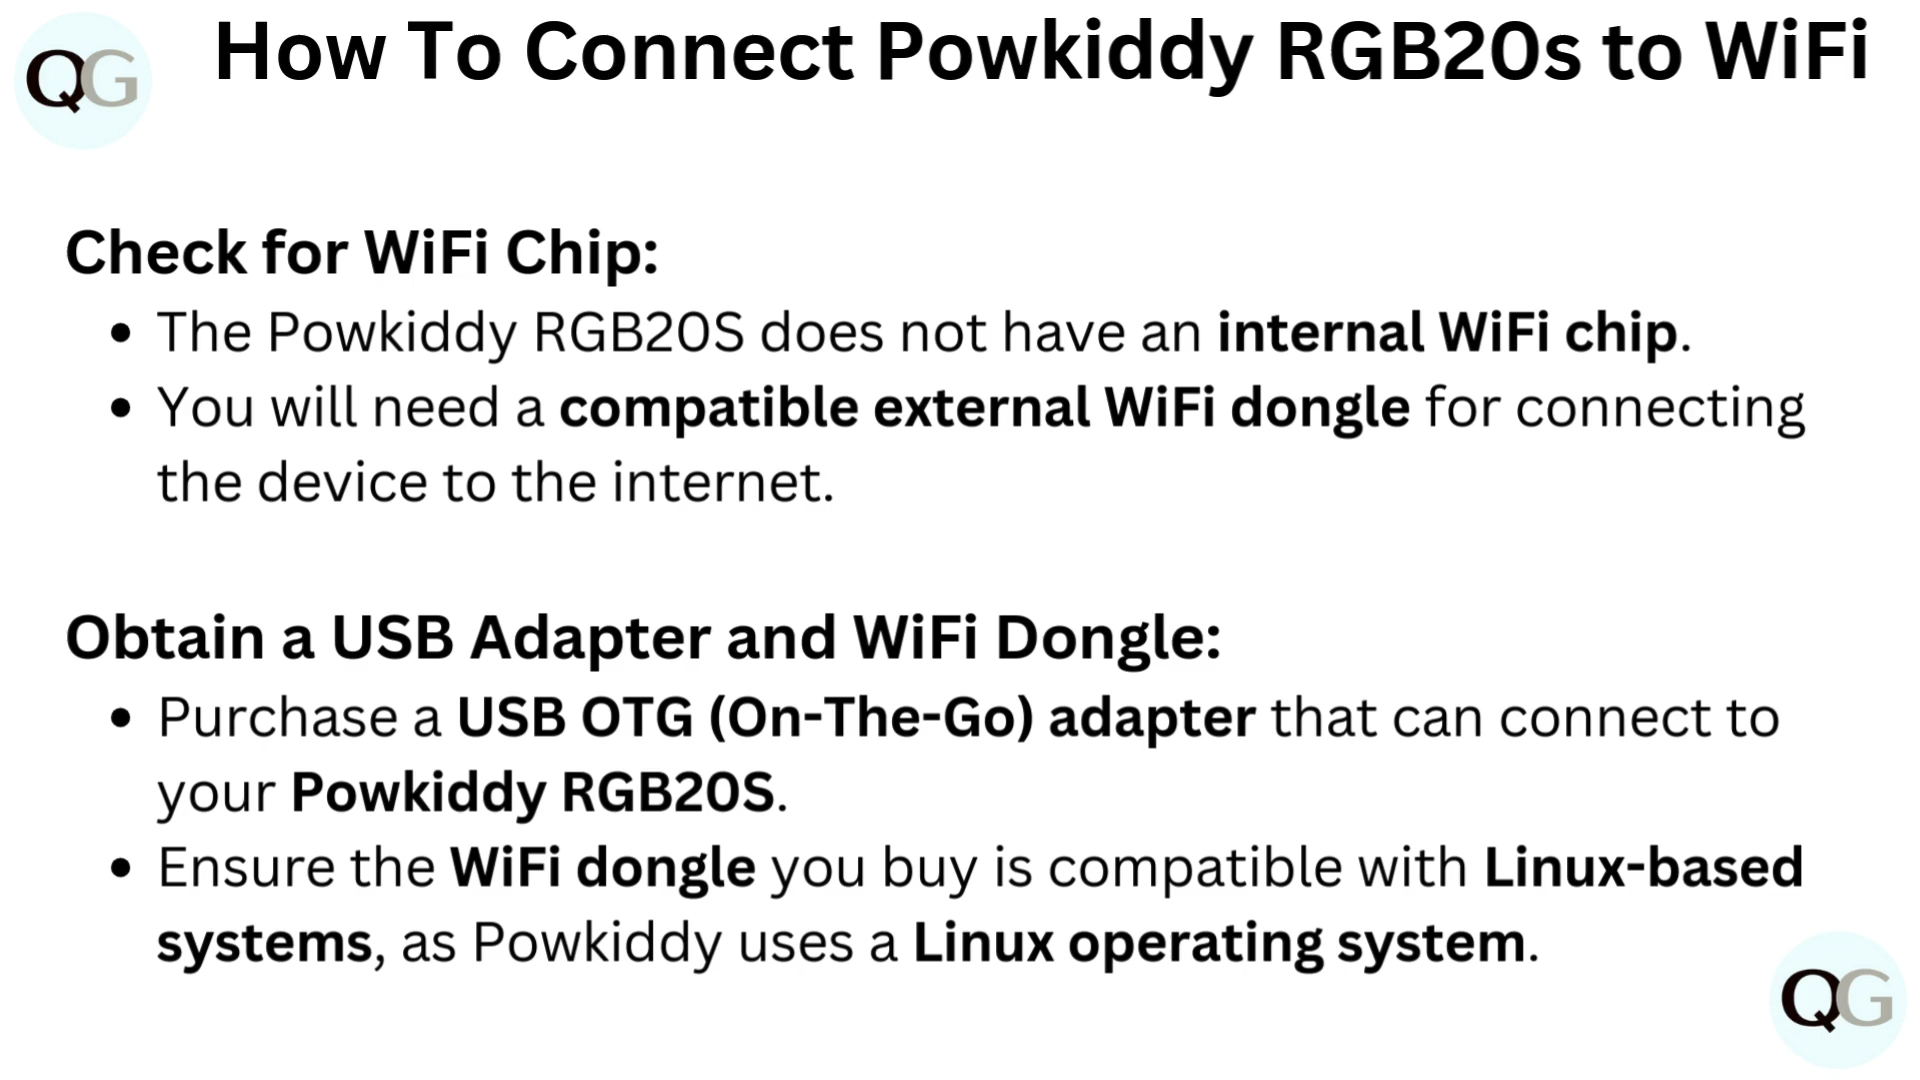 QG
How To Connect Powkiddy RGB20s to WiFi
Check for WiFi Chip:
• The Powkiddy RGB20S does not have an internal WiFi chip.
• You will need a compatible external WiFi dongle for connecting
the device to the internet.
Obtain a USB Adapter and WiFi Dongle:
• Purchase a USB OTG (On-The-Go) adapter that can connect to
your Powkiddy RGB20S.
• Ensure the WiFi dongle you buy is compatible with Linux-based
systems, as Powkiddy uses a Linux operating system.
QG